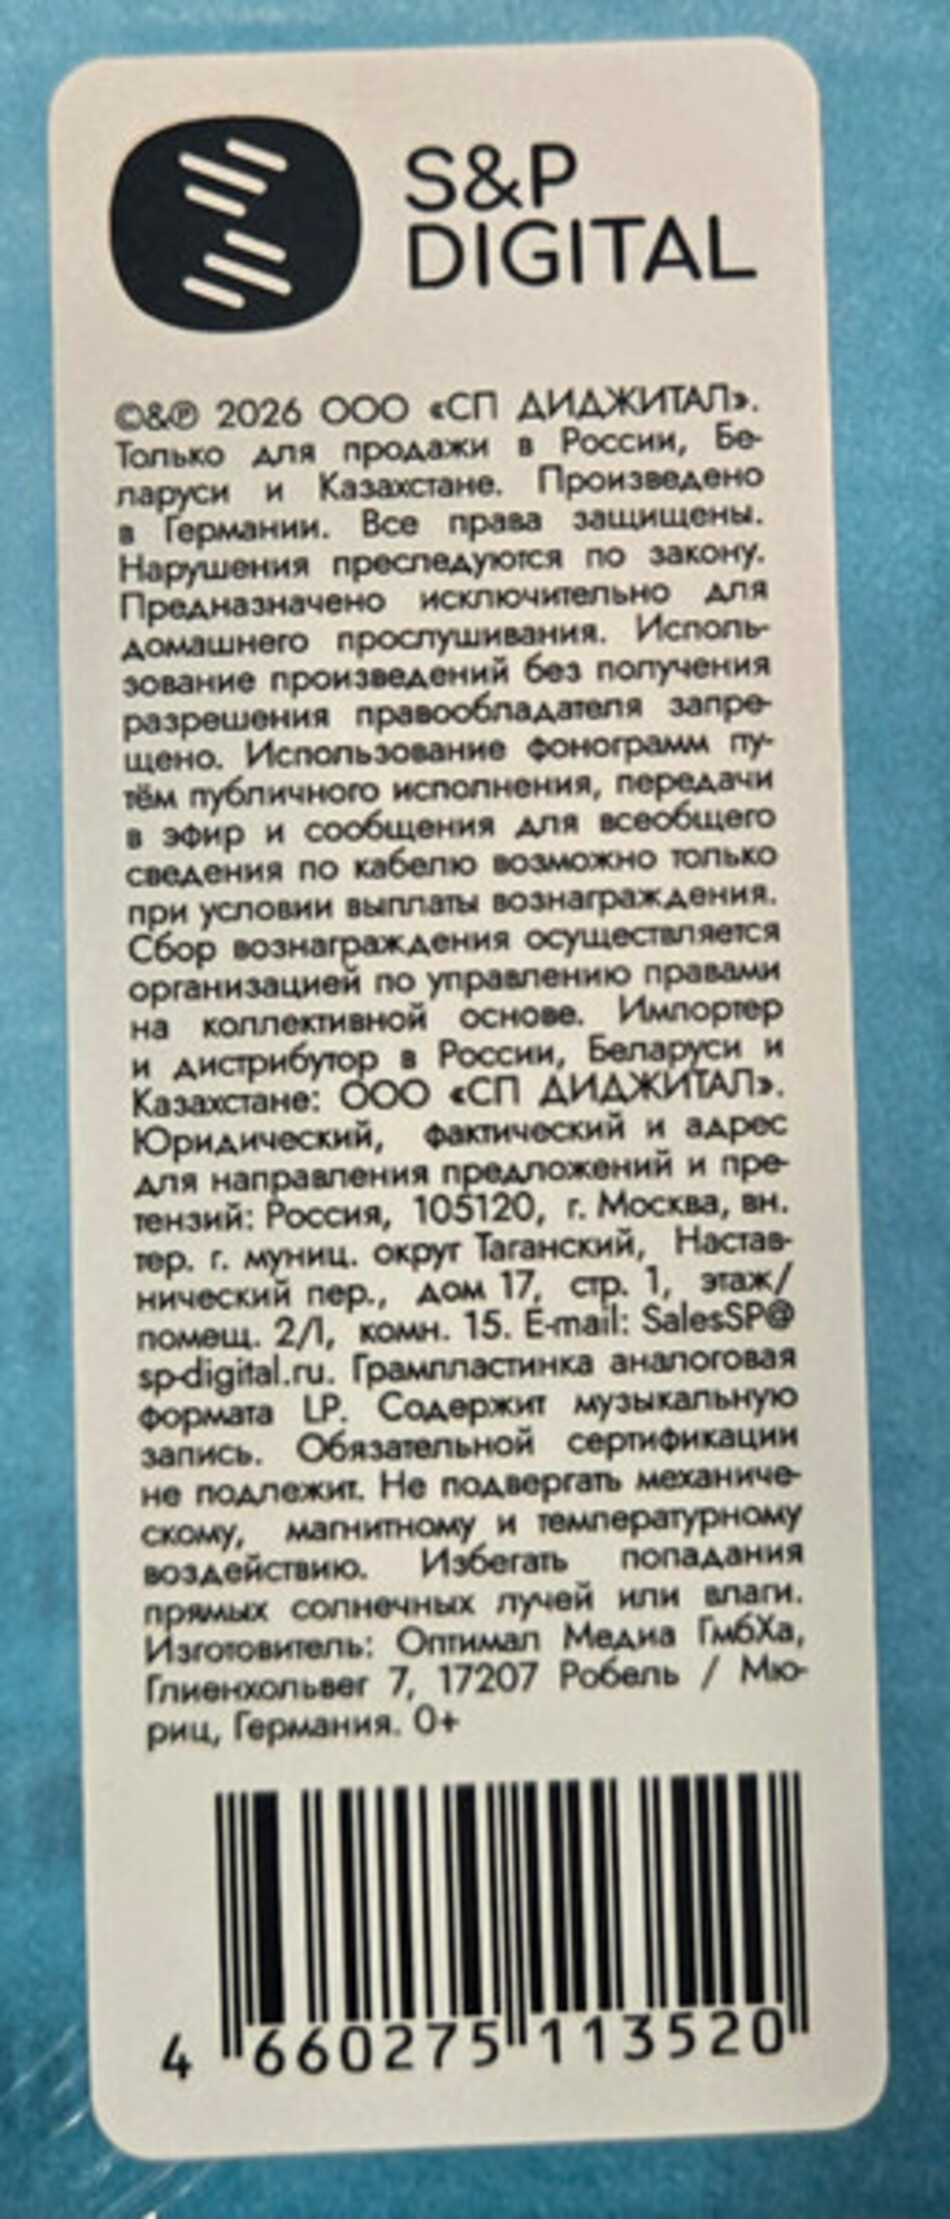 S&P
DIGITAL
©&℗ 2026 ООО «СП ДИДЖИТАЛ».
Только для продажи в России, Бе-
ларуси и Казахстане. Произведено
в Германии. Все права защищены.
Нарушения преследуются по закону.
Предназначено исключительно для
домашнего прослушивания. Исполь-
зование произведений без получения
разрешения правообладателя запре-
щено. Использование фонограмм пу-
тём публичного исполнения, передачи
в эфир и сообщения для всеобщего
сведения по кабелю возможно только
при условии выплаты вознаграждения.
Сбор вознаграждения осуществляется
организацией по управлению правами
на коллективной основе. Импортер
и дистрибутор в России, Беларуси и
Казахстане: ООО «СП ДИДЖИТАЛ».
Юридический, фактический и адрес
для направления предложений и пре-
тензий: Россия, 105120, г. Москва, вн.
тер. г. муниц. округ Таганский, Настав-
нический пер., дом 17, стр. 1, этаж/
помещ. 2/I, комн. 15. E-mail: SalesSP@
sp-digital.ru. Грампластинка аналоговая
формата LP. Содержит музыкальную
запись. Обязательной сертификации
не подлежит. Не подвергать механиче-
скому, магнитному и температурному
воздействию. Избегать попадания
прямых солнечных лучей или влаги.
Изготовитель: Оптимал Медиа ГмбХа,
Глиенхольвег 7, 17207 Робель / Мю-
риц, Германия. 0+
4 660275 113520